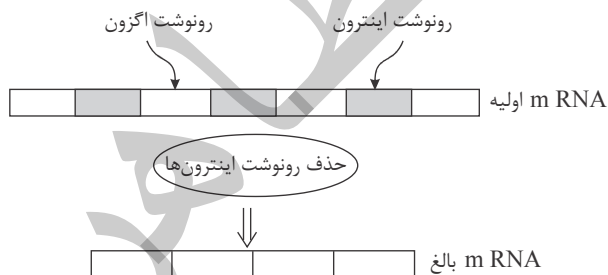 رونوشت اینترون
رونوشت اگزون
m RNA اولیه
حذف رونوشت اینترون‌ها
m RNA بالغ